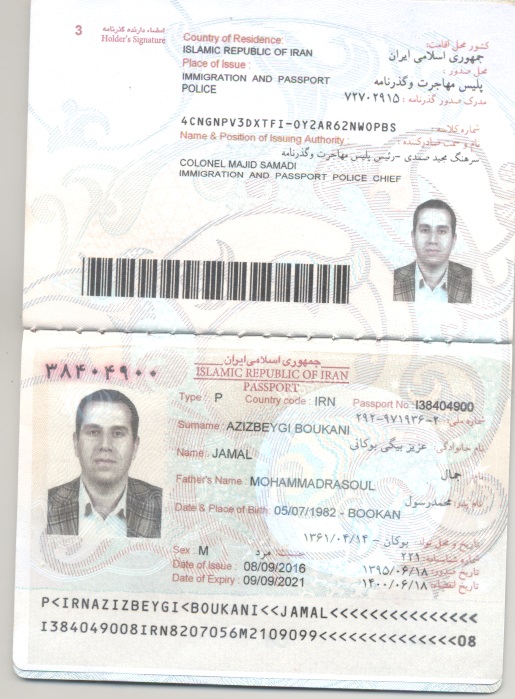 3
امضاء دارنده گذرنامه
Holder's Signature
Country of Residence:
کشور محل اقامت:
ISLAMIC REPUBLIC OF IRAN
جمهوری اسلامی ایران
Place of Issue :
محل صدور :
IMMIGRATION AND PASSPORT
POLICE
پلیس مهاجرت وگذرنامه
مدرک صدور گذرنامه : ۷۲۷۰۲۹۱۵
4CNGNPV3DXTFI-0Y2AR62NWOPBS
Name & Position of Issuing Authority :
نام و سمت صادرکننده :
سرهنگ مجید صمدی -رئیس پلیس مهاجرت وگذرنامه
COLONEL MAJID SAMADI
IMMIGRATION AND PASSPORT POLICE CHIEF
۳۸۴۰۴۹۰۰
جمهوری اسلامی ایران
ISLAMIC REPUBLIC OF IRAN
PASSPORT
Type : P Country code : IRN Passport No: I38404900
شماره ملی: ۲۹۲-۹۷۱۹۳۶-۲
Surname : AZIZBEYGI BOUKANI
نام خانوادگی: عزیز بیگی بوکانی
Name : JAMAL
نام: جمال
Father's Name : MOHAMMADRASOUL
نام پدر: محمدرسول
Date & Place of Birth: 05/07/1982 - BOOKAN
تاریخ و محل تولد: بوکان - ۱۳۶۱/۰۴/۱۴
Sex : M
جنسیت: مرد
۲۲۱
Date of Issue : 08/09/2016
تاریخ صدور: ۱۳۹۵/۰۶/۱۸
Date of Expiry : 09/09/2021
تاریخ انقضاء: ۱۴۰۰/۰۶/۱۸
P<IRNAZIZBEYGI<BOUKANI<<JAMAL<<<<<<<<<<<<<<<
I384049008IRN8207056M2109099<<<<<<<<<<<<<<08